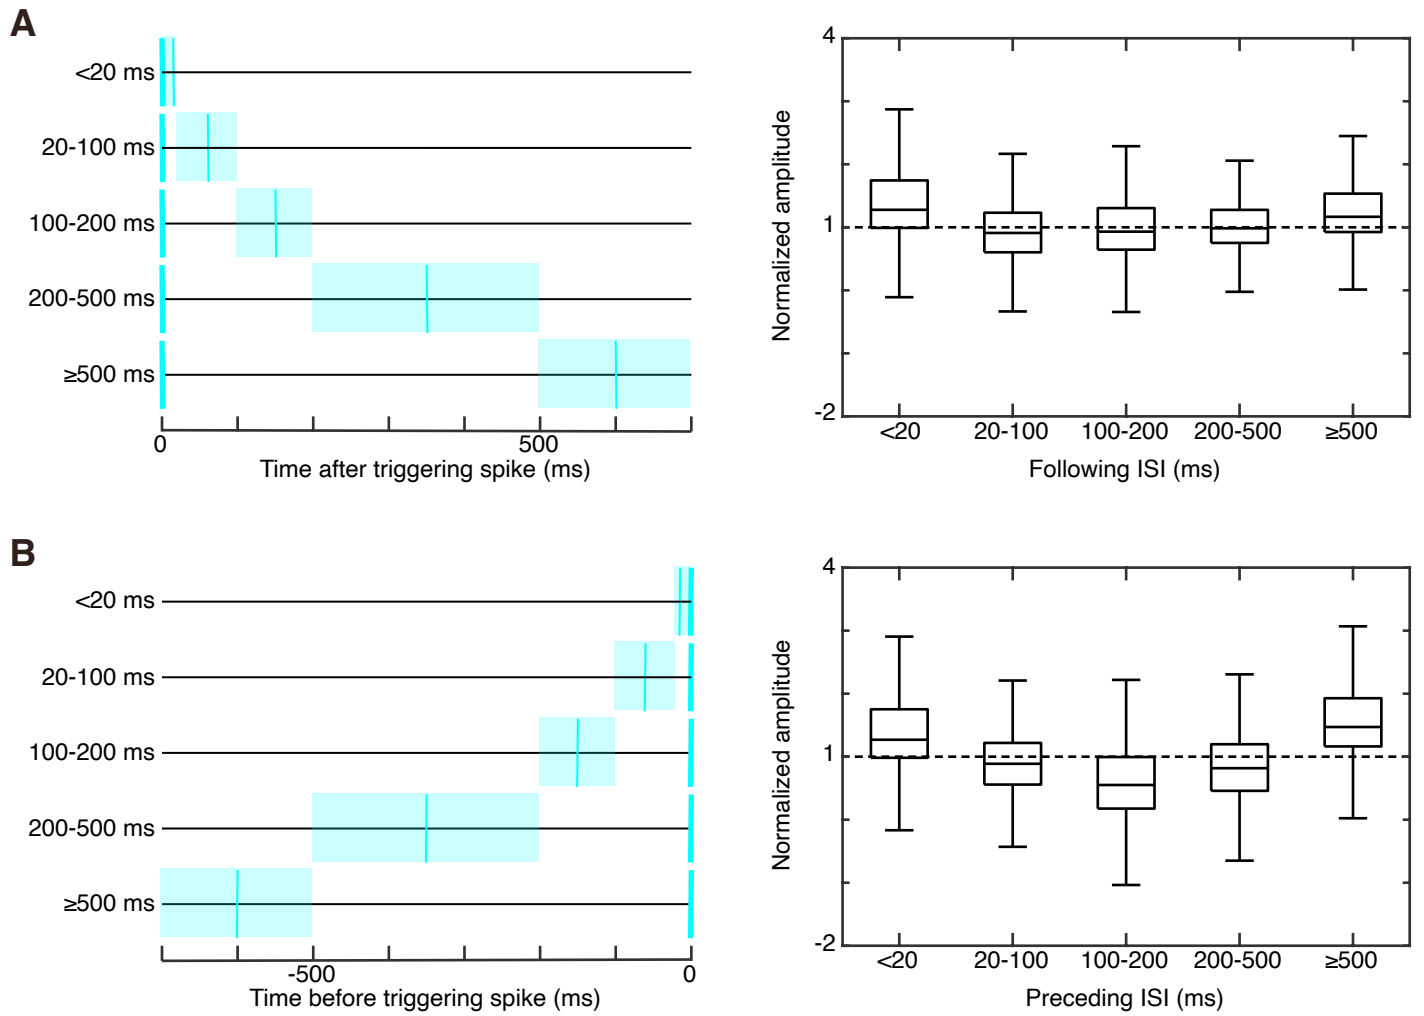 A
<20 ms
20-100 ms
100-200 ms
200-500 ms
≥500 ms
0
500
Time after triggering spike (ms)
4
1
-2
Normalized amplitude
<20
20-100
100-200
200-500
≥500
Following ISI (ms)
B
<20 ms
20-100 ms
100-200 ms
200-500 ms
≥500 ms
-500
0
Time before triggering spike (ms)
4
1
-2
Normalized amplitude
<20
20-100
100-200
200-500
≥500
Preceding ISI (ms)